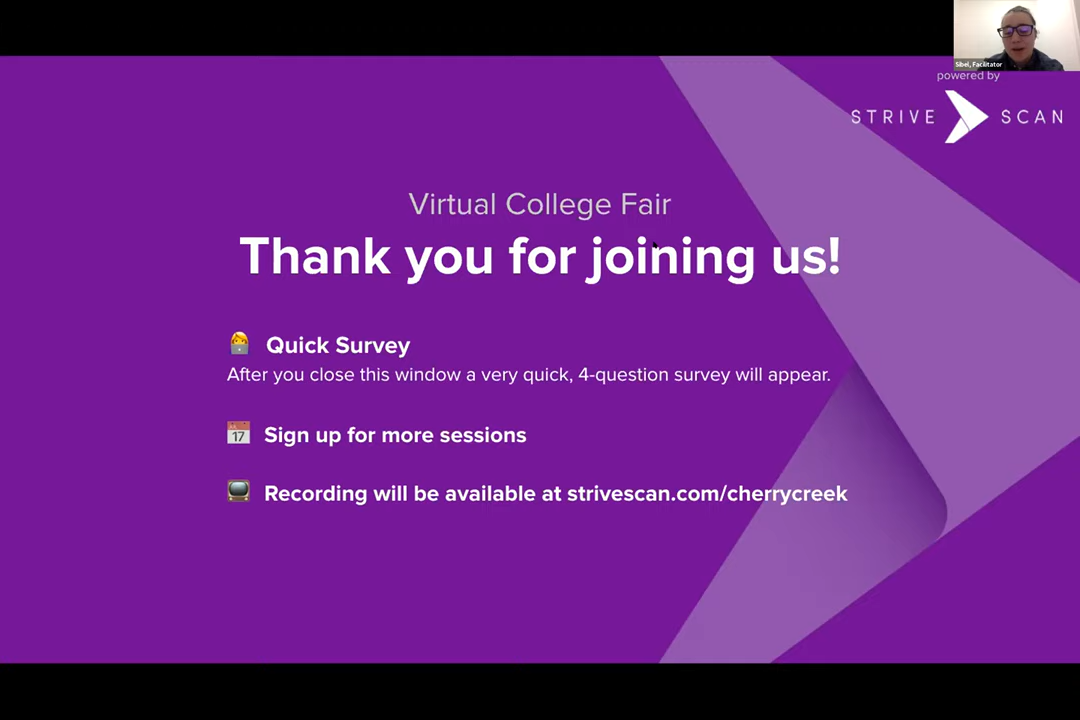 Sibel, Facilitator
powered by
STRIVE SCAN
Virtual College Fair
Thank you for joining us!
Quick Survey
After you close this window a very quick, 4-question survey will appear.
17
Sign up for more sessions
Recording will be available at strivescan.com/cherrycreek